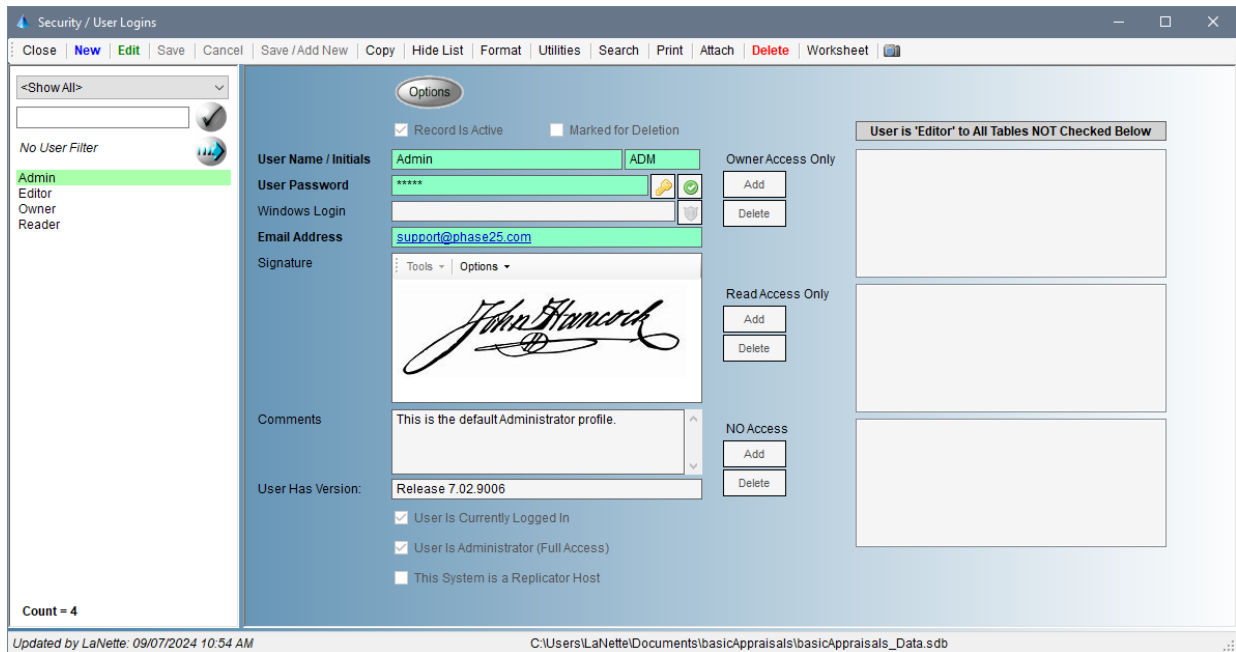 Security / User Logins
Close New Edit Save Cancel Save / Add New Copy Hide List Format Utilities Search Print Attach Delete Worksheet
<Show All>
No User Filter
Admin
Editor
Owner
Reader
Count = 4
Options
Record Is Active Marked for Deletion
User Name / Initials Admin ADM
User Password *****
Windows Login
Email Address support@phase25.com
Signature Tools Options
John Hancock
Comments This is the default Administrator profile.
User Has Version: Release 7.02.9006
User Is Currently Logged In
User Is Administrator (Full Access)
This System is a Replicator Host
User is 'Editor' to All Tables NOT Checked Below
Owner Access Only
Add
Delete
Read Access Only
Add
Delete
NO Access
Add
Delete
Updated by LaNette: 09/07/2024 10:54 AM C:\Users\LaNette\Documents\basicAppraisals\basicAppraisals_Data.sdb